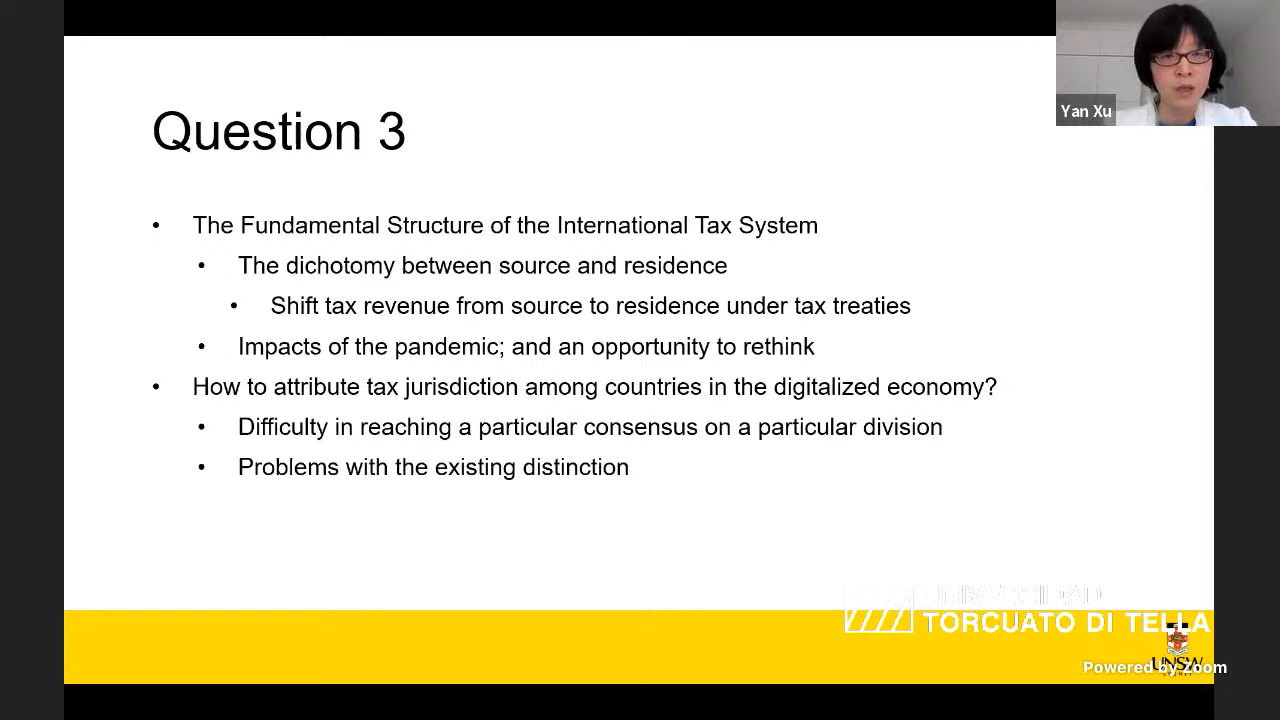 Yan Xu
Question 3
• The Fundamental Structure of the International Tax System
• The dichotomy between source and residence
• Shift tax revenue from source to residence under tax treaties
• Impacts of the pandemic; and an opportunity to rethink
• How to attribute tax jurisdiction among countries in the digitalized economy?
• Difficulty in reaching a particular consensus on a particular division
• Problems with the existing distinction
UNIVERSIDAD
TORCUATO DI TELLA
UNSW
SYDNEY
Powered by Zoom